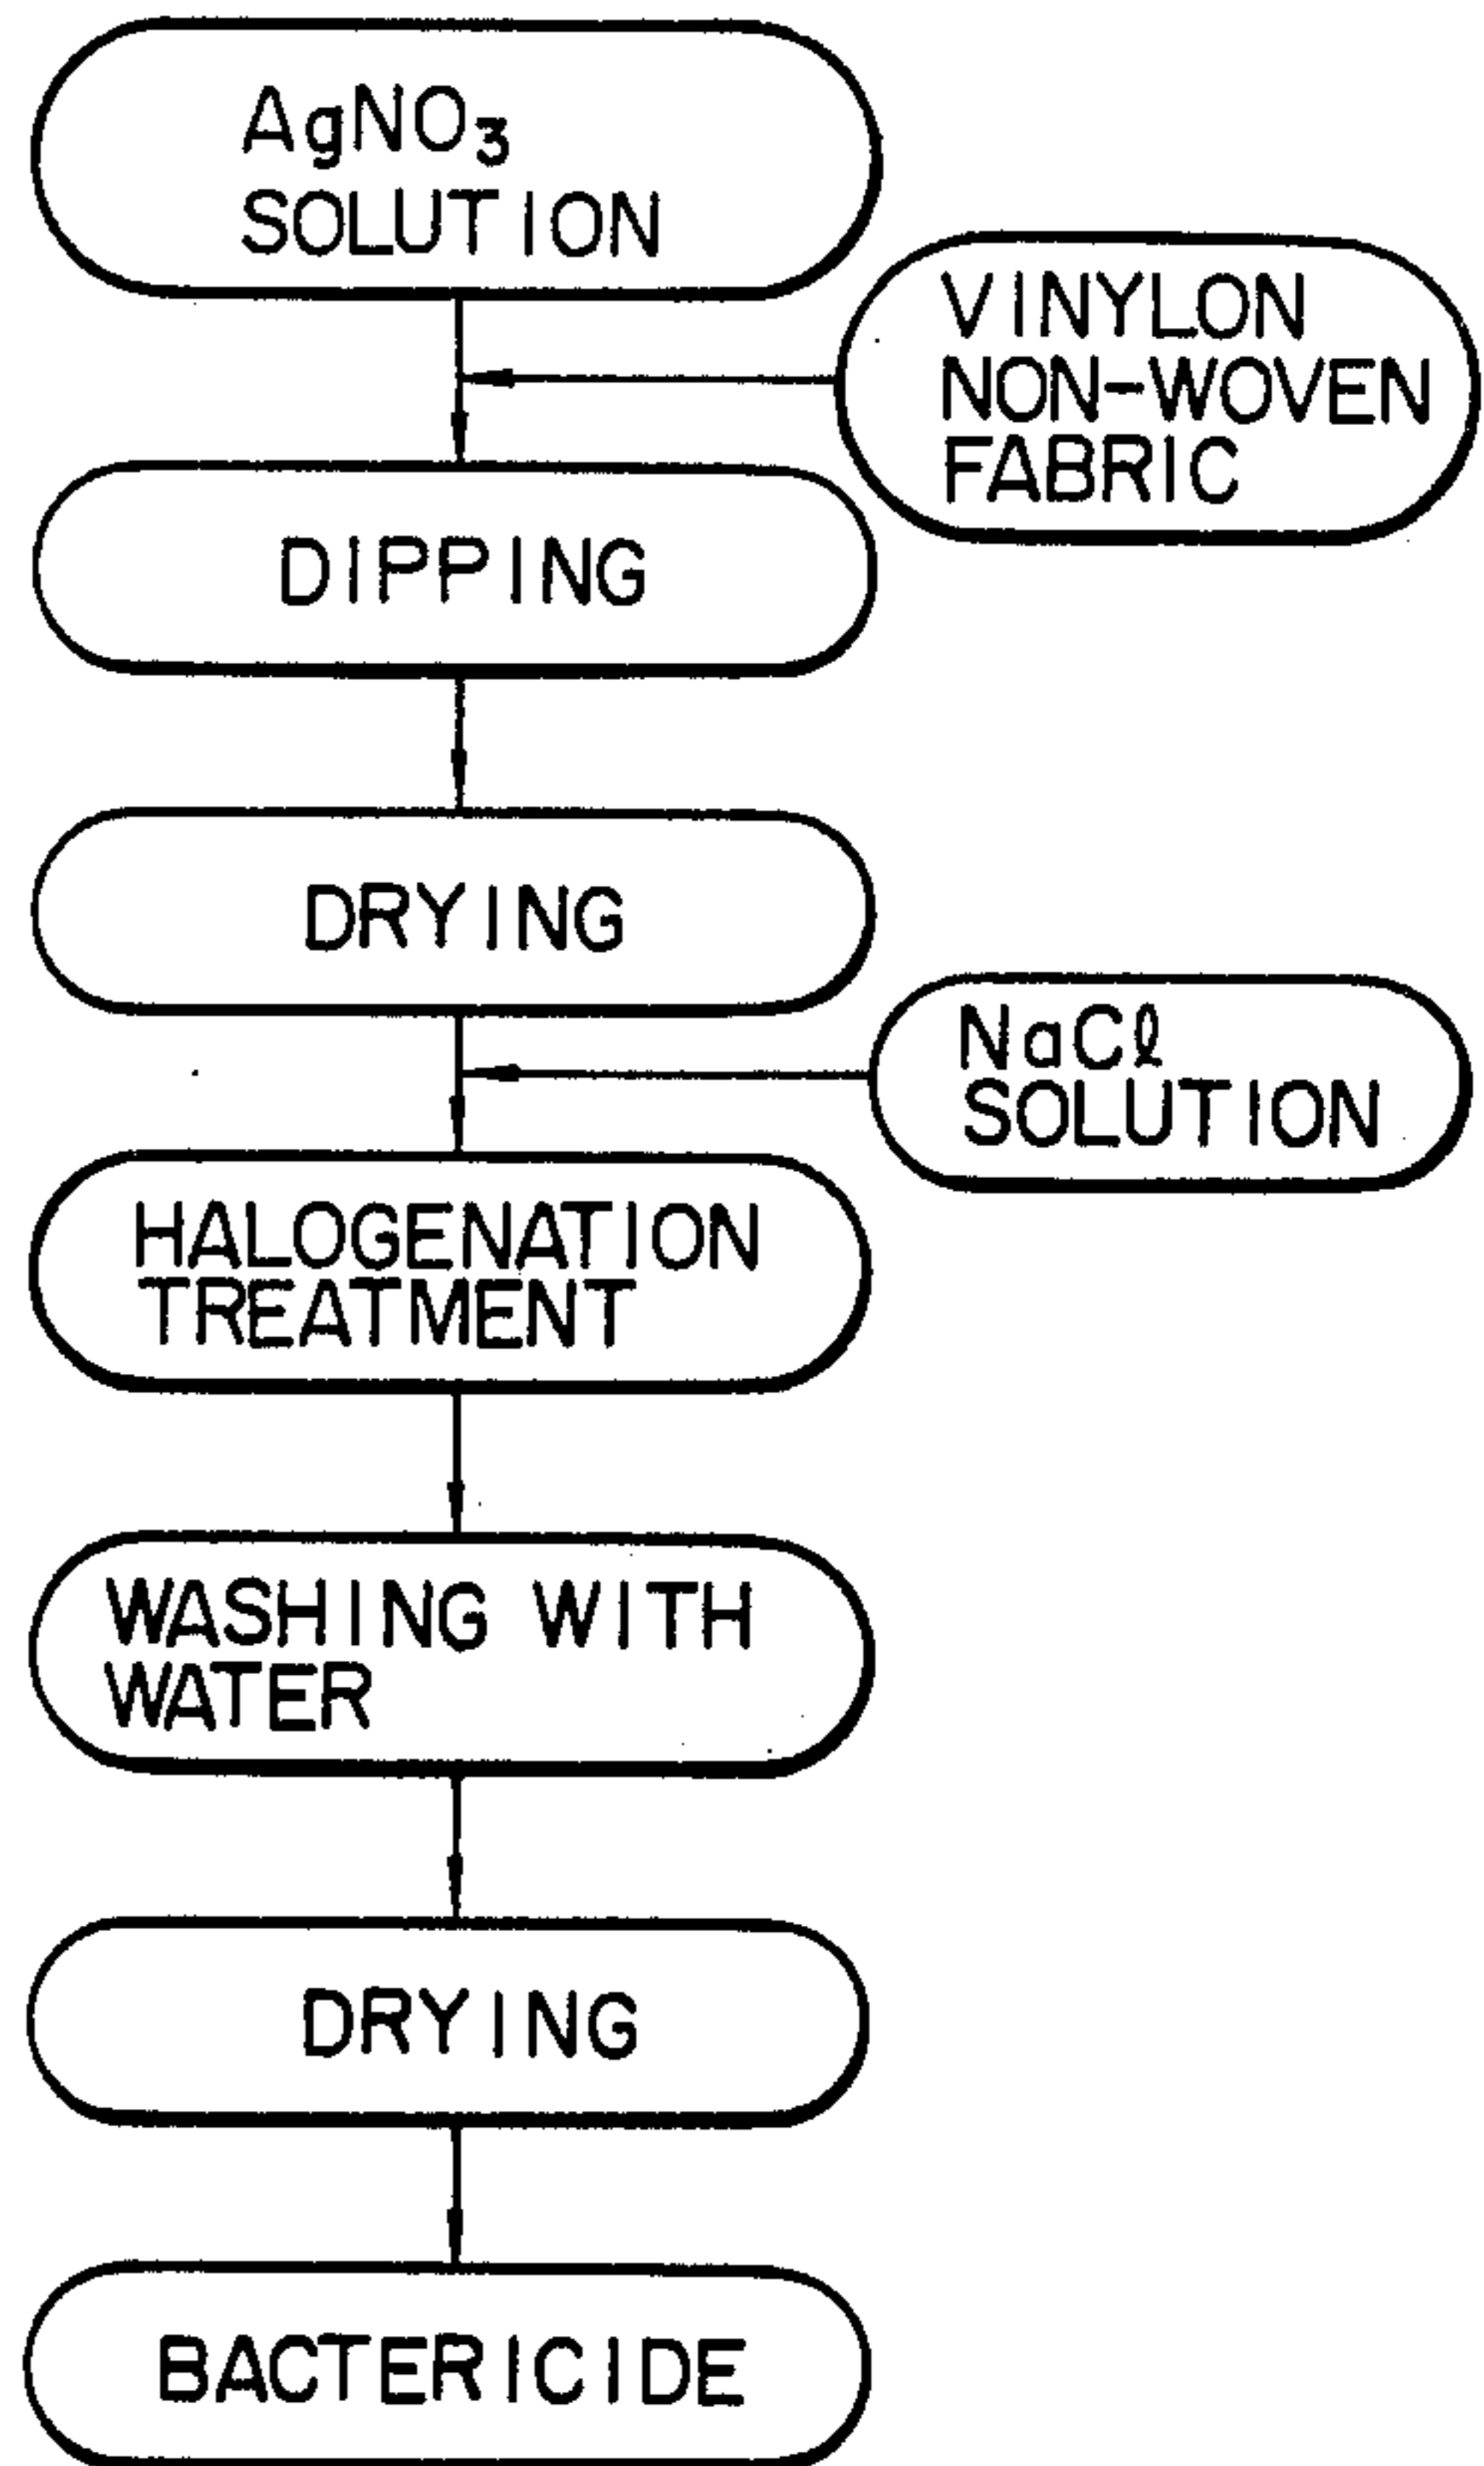 AgNO₃
SOLUTION
VINYLON
NON-WOVEN
FABRIC
DIPPING
DRYING
NaCl
SOLUTION
HALOGENATION
TREATMENT
WASHING WITH
WATER
DRYING
BACTERICIDE